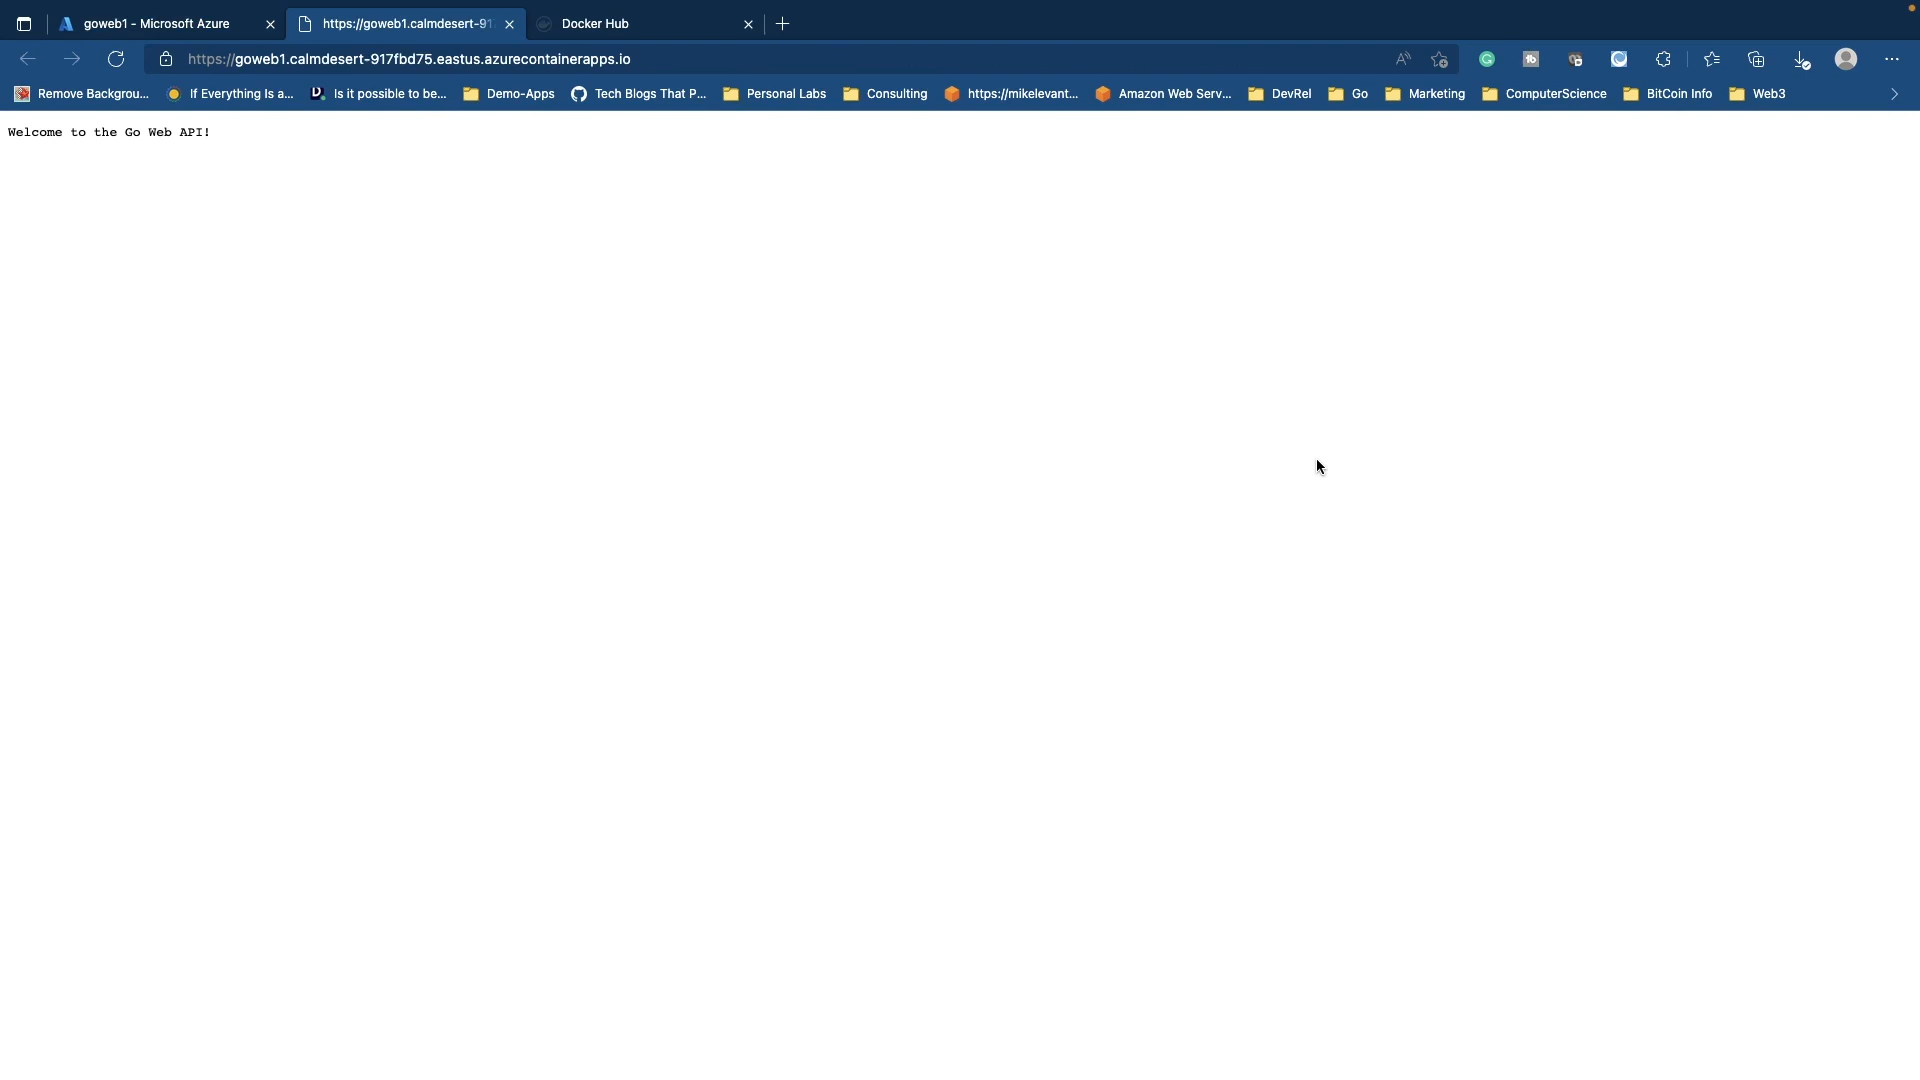 goweb1 - Microsoft Azure
https://goweb1.calmdesert-917
Docker Hub
https://goweb1.calmdesert-917fbd75.eastus.azurecontainerapps.io
Remove Backgrou... If Everything Is a... Is it possible to be... Demo-Apps Tech Blogs That P... Personal Labs Consulting https://mikelevant... Amazon Web Serv... DevRel Go Marketing ComputerScience BitCoin Info Web3
Welcome to the Go Web API!